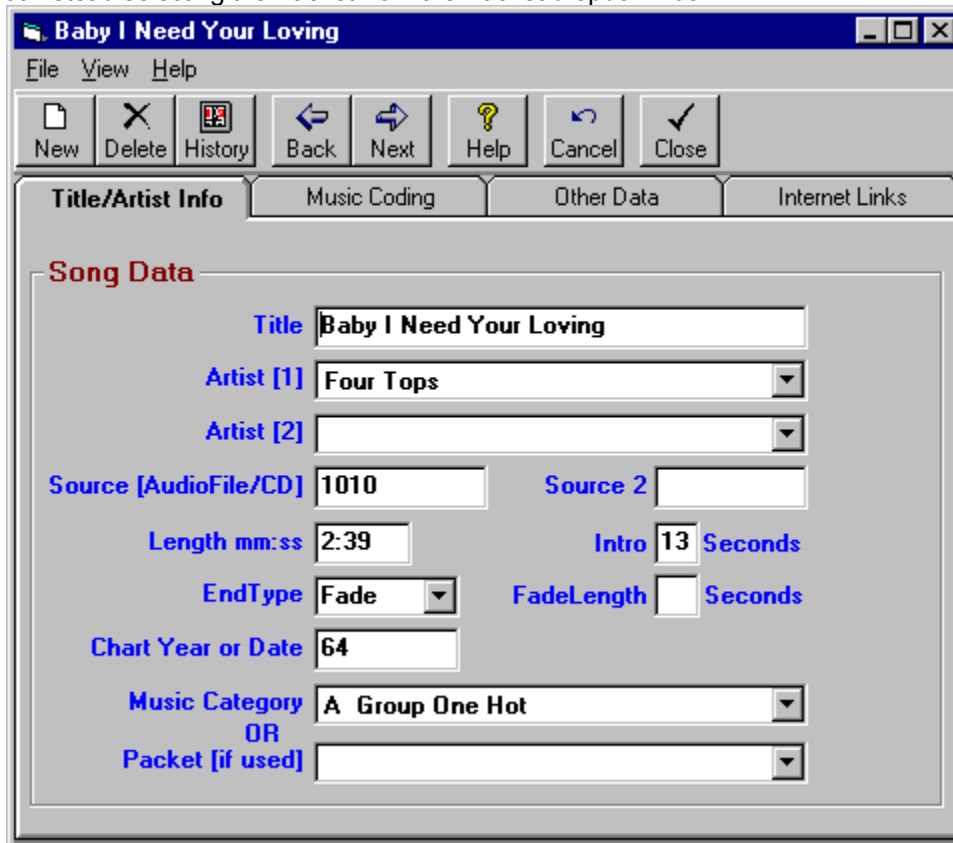 Baby I Need Your Loving
File View Help
New Delete History Back Next Help Cancel Close
Title/Artist Info Music Coding Other Data Internet Links
Song Data
Title Baby I Need Your Loving
Artist [1] Four Tops
Artist [2]
Source [AudioFile/CD] 1010 Source 2
Length mm:ss 2:39 Intro 13 Seconds
EndType Fade FadeLength Seconds
Chart Year or Date 64
Music Category A Group One Hot
OR
Packet [if used]